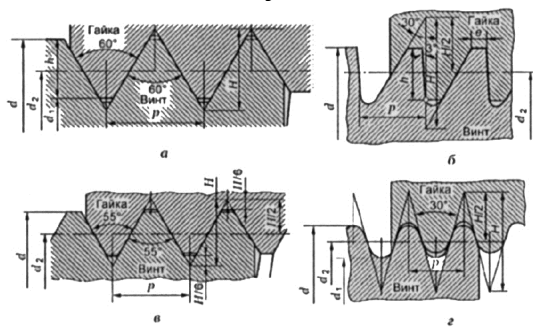 Гайка
60°
60°
Винт
h
H
d
d₂
d₁
P
а
Гайка
30°
e
3°
h
H
H/2
d
d₂
P
Винт
б
Гайка
55°
55°
Винт
H
H/6
H/2
H/6
d
d₂
P
в
Гайка
30°
H/2
H
d
d₂
d₁
P
Винт
г